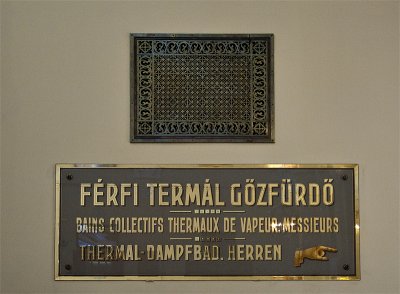 FÉRFI TERMÁL GŐZFÜRDŐ
BAINS COLLECTIFS THERMAUX DE VAPEUR-MESSIEURS
THERMAL-DAMPFBAD. HERREN